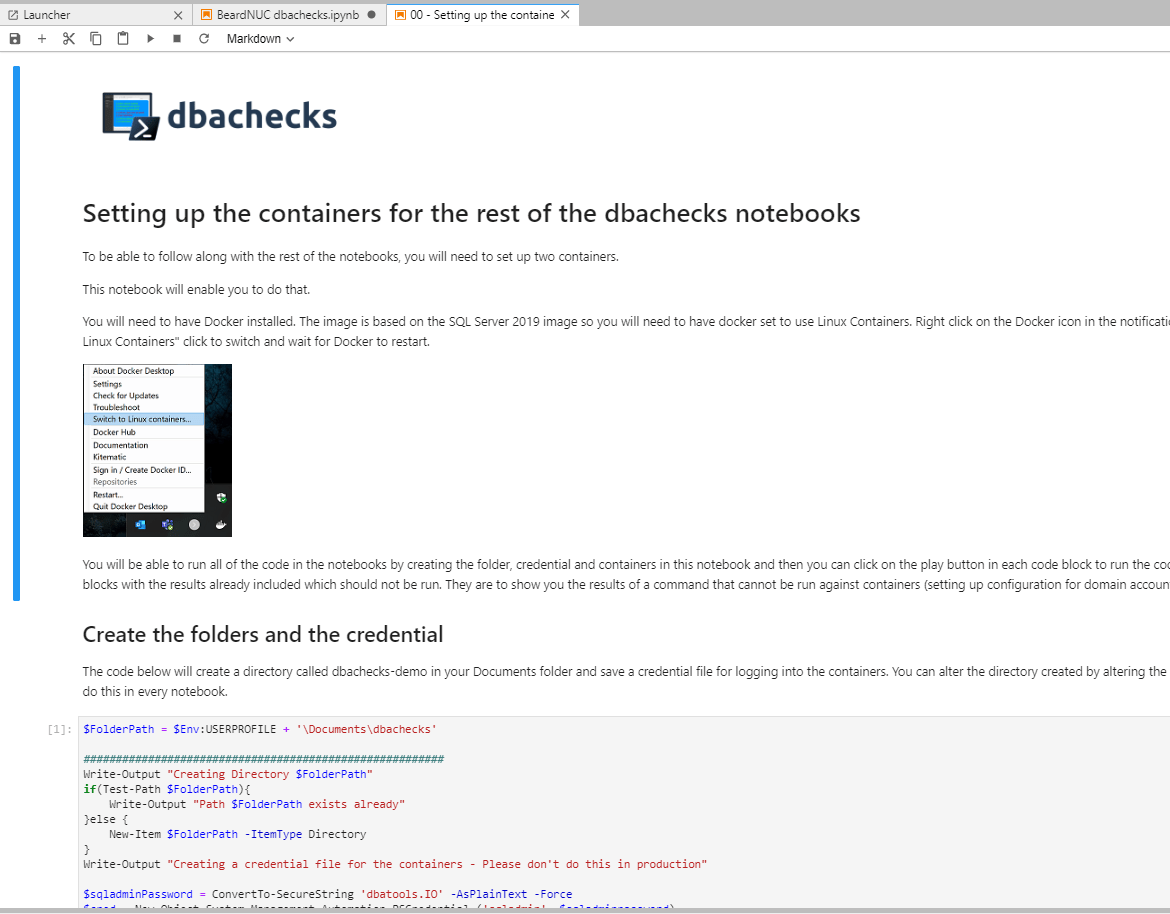 Launcher
BeardNUC dbachecks.ipynb
00 - Setting up the containe
Markdown
dbachecks
Setting up the containers for the rest of the dbachecks notebooks
To be able to follow along with the rest of the notebooks, you will need to set up two containers.
This notebook will enable you to do that.
You will need to have Docker installed. The image is based on the SQL Server 2019 image so you will need to have docker set to use Linux Containers. Right click on the Docker icon in the notificatio
Linux Containers" click to switch and wait for Docker to restart.
About Docker Desktop
Settings
Check for Updates
Troubleshoot
Switch to Linux containers...
Docker Hub
Documentation
Kitematic
Sign in / Create Docker ID...
Repositories
Restart...
Quit Docker Desktop
You will be able to run all of the code in the notebooks by creating the folder, credential and containers in this notebook and then you can click on the play button in each code block to run the cod
blocks with the results already included which should not be run. They are to show you the results of a command that cannot be run against containers (setting up configuration for domain accoun
Create the folders and the credential
The code below will create a directory called dbachecks-demo in your Documents folder and save a credential file for logging into the containers. You can alter the directory created by altering the
do this in every notebook.
[1]: $FolderPath = $Env:USERPROFILE + '\Documents\dbachecks'
########################################################
Write-Output "Creating Directory $FolderPath"
if(Test-Path $FolderPath){
    Write-Output "Path $FolderPath exists already"
}else {
    New-Item $FolderPath -ItemType Directory
}
Write-Output "Creating a credential file for the containers - Please don't do this in production"
$sqladminPassword = ConvertTo-SecureString 'dbatools.IO' -AsPlainText -Force
$cred = New-Object System.Management.Automation.PSCredential ('sqladmin', $sqladminpassword)